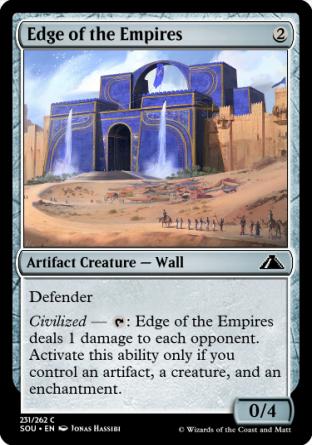 Edge of the Empires 2
Artifact Creature — Wall
Defender
Civilized — : Edge of the Empires
deals 1 damage to each opponent.
Activate this ability only if you
control an artifact, a creature, and an
enchantment.
0/4
231/262 C
SOU • EN Jonas Hassibi
© Wizards of the Coast and Matt